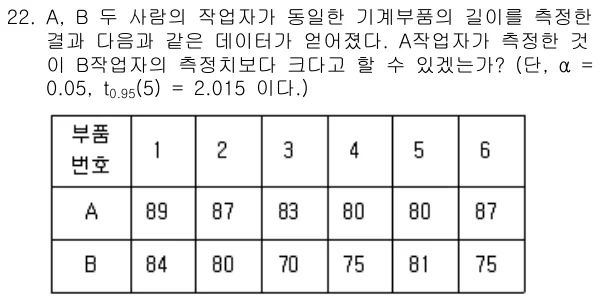 22. A, B 두 사람의 작업자가 동일한 기계부품의 길이를 측정한
결과 다음과 같은 데이터가 얻어졌다. A작업자가 측정한 것
이 B작업자의 측정치보다 크다고 할 수 있겠는가? (단, α =
0.05, t0.95(5) = 2.015 이다.)
부품 번호 1 2 3 4 5 6
A 89 87 83 80 80 87
B 84 80 70 75 81 75